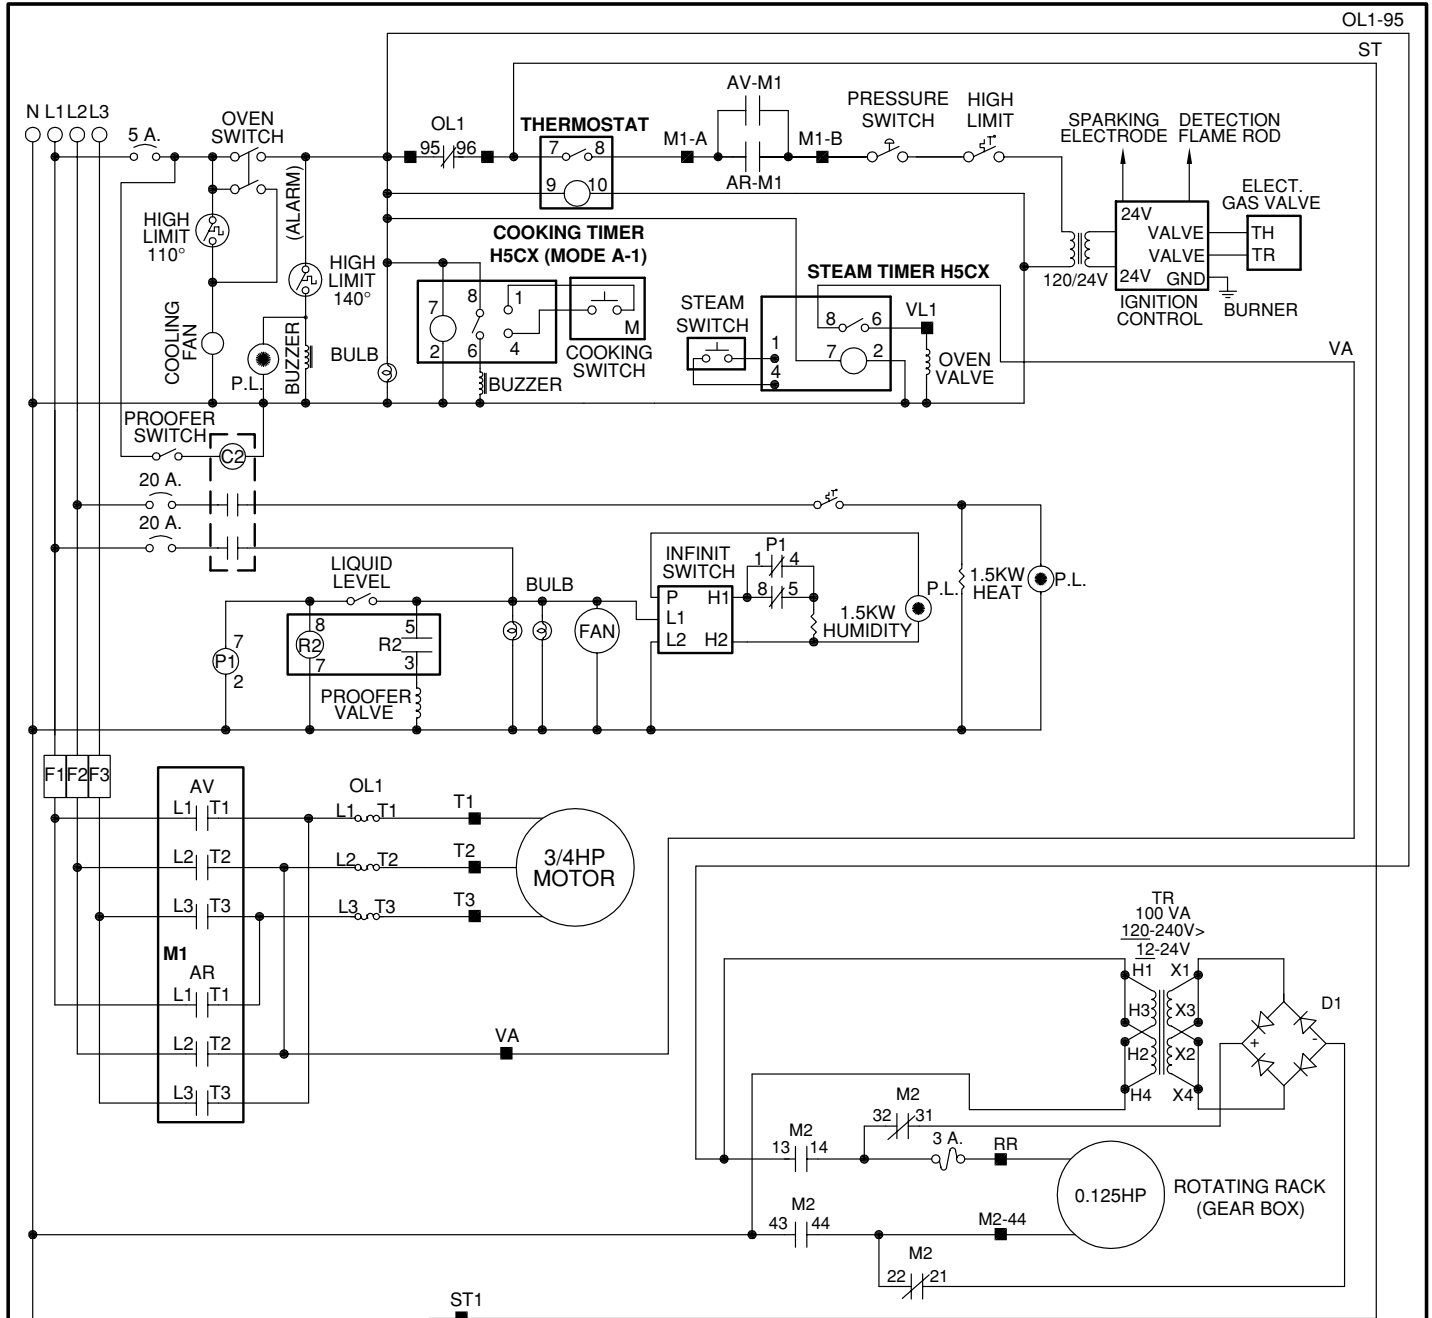 OL1-95
ST
AV-M1
PRESSURE
SWITCH
HIGH
LIMIT
N L1 L2 L3
OVEN
SWITCH
5 A.
OL1
95 96
THERMOSTAT
7 8
9 10
M1-A
M1-B
AR-M1
SPARKING
ELECTRODE
DETECTION
FLAME ROD
ELECT.
GAS VALVE
24V
VALVE
VALVE
24V
GND
TH
TR
120/24V
IGNITION
CONTROL
BURNER
HIGH
LIMIT
110°
(ALARM)
HIGH
LIMIT
140°
COOLING
FAN
P.L.
BUZZER
BULB
COOKING TIMER
H5CX (MODE A-1)
7
8
1
2
6
4
M
COOKING
SWITCH
BUZZER
STEAM TIMER H5CX
STEAM
SWITCH
8 6
1
7 2
4
VL1
OVEN
VALVE
VA
PROOFER
SWITCH
C2
20 A.
20 A.
LIQUID
LEVEL
BULB
INFINIT
SWITCH
P1
1 4
8 5
P H1
L1
L2 H2
1.5KW
HUMIDITY
P.L.
1.5KW
HEAT
P.L.
7
P1
2
8
R2
7
5
R2
3
PROOFER
VALVE
FAN
F1 F2 F3
AV
L1 T1
L2 T2
L3 T3
M1
AR
L1 T1
L2 T2
L3 T3
OL1
L1 T1
L2 T2
L3 T3
T1
T2
T3
3/4HP
MOTOR
VA
TR
100 VA
120-240V>
12-24V
H1 X1
H3 X3
H2 X2
H4 X4
D1
+ -
M2
32 31
M2
13 14
3 A.
RR
0.125HP
ROTATING RACK
(GEAR BOX)
M2
43 44
M2-44
M2
22 21
ST1